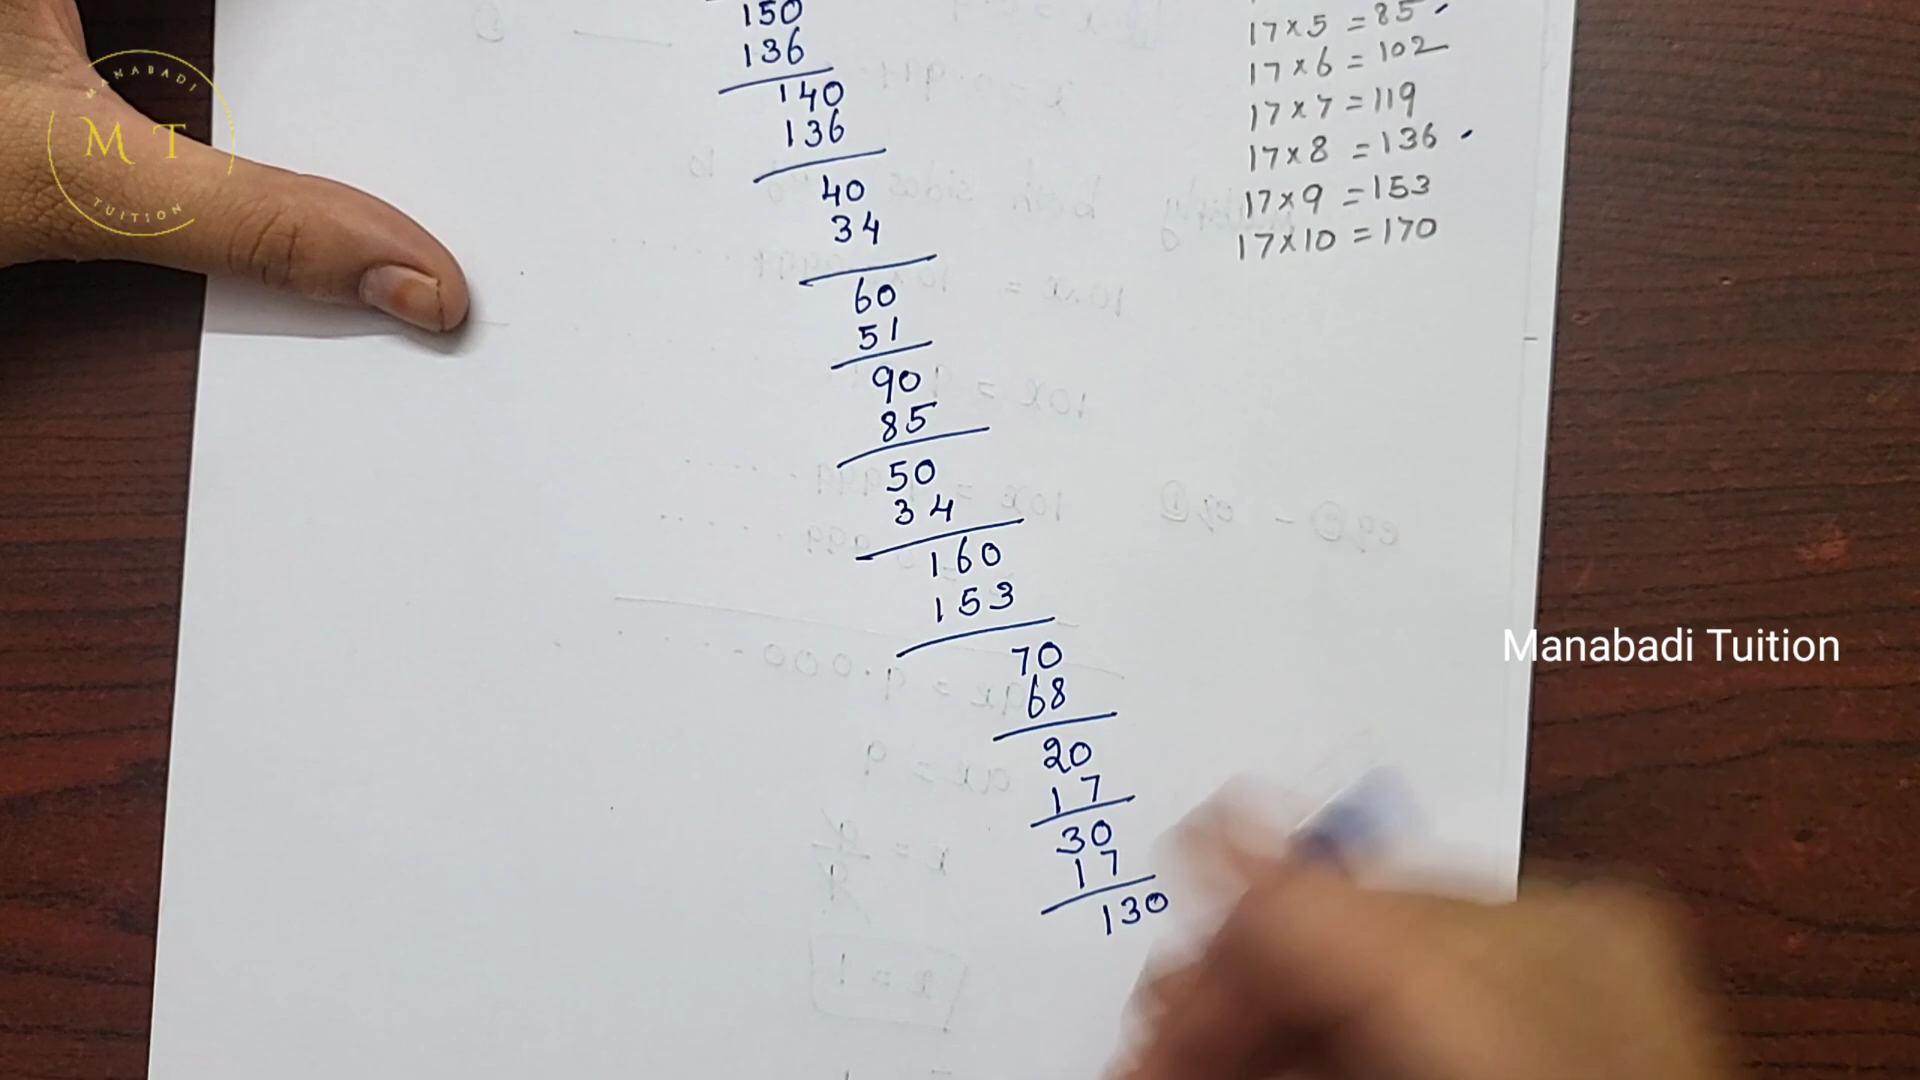 150
136
140
136
40
34
60
51
90
85
50
34
160
153
70
68
20
17
30
17
130
17×5 = 85
17×6 = 102
17×7 = 119
17×8 = 136
17×9 = 153
17×10 = 170
MANABADI
M T
TUITION
Manabadi Tuition